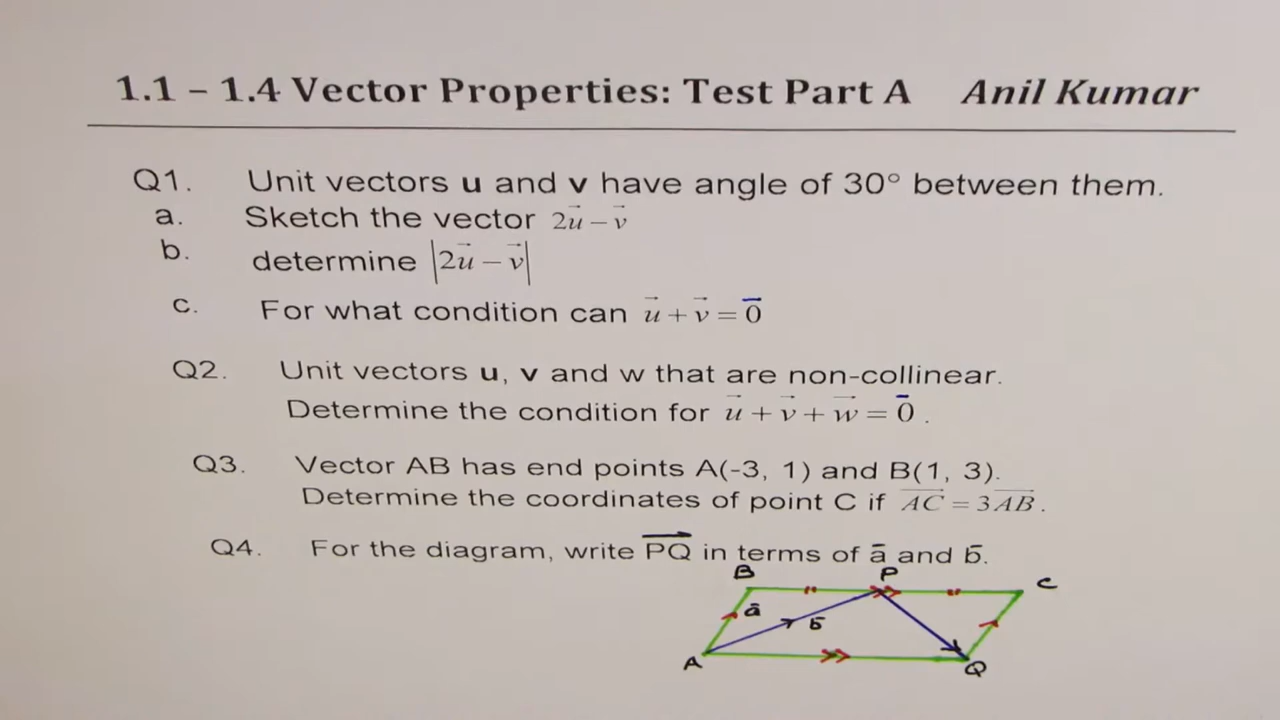 1.1 – 1.4 Vector Properties: Test Part A Anil Kumar
Q1. Unit vectors u and v have angle of 30° between them.
a. Sketch the vector 2u⃗ − v⃗
b. determine |2u⃗ − v⃗|
c. For what condition can u⃗ + v⃗ = 0̄
Q2. Unit vectors u, v and w that are non-collinear.
Determine the condition for u⃗ + v⃗ + w⃗ = 0̄ .
Q3. Vector AB has end points A(-3, 1) and B(1, 3).
Determine the coordinates of point C if A⃗C⃗ = 3A⃗B⃗ .
Q4. For the diagram, write P⃗Q⃗ in terms of ā and b̄.
B P C
ā
b̄
A Q